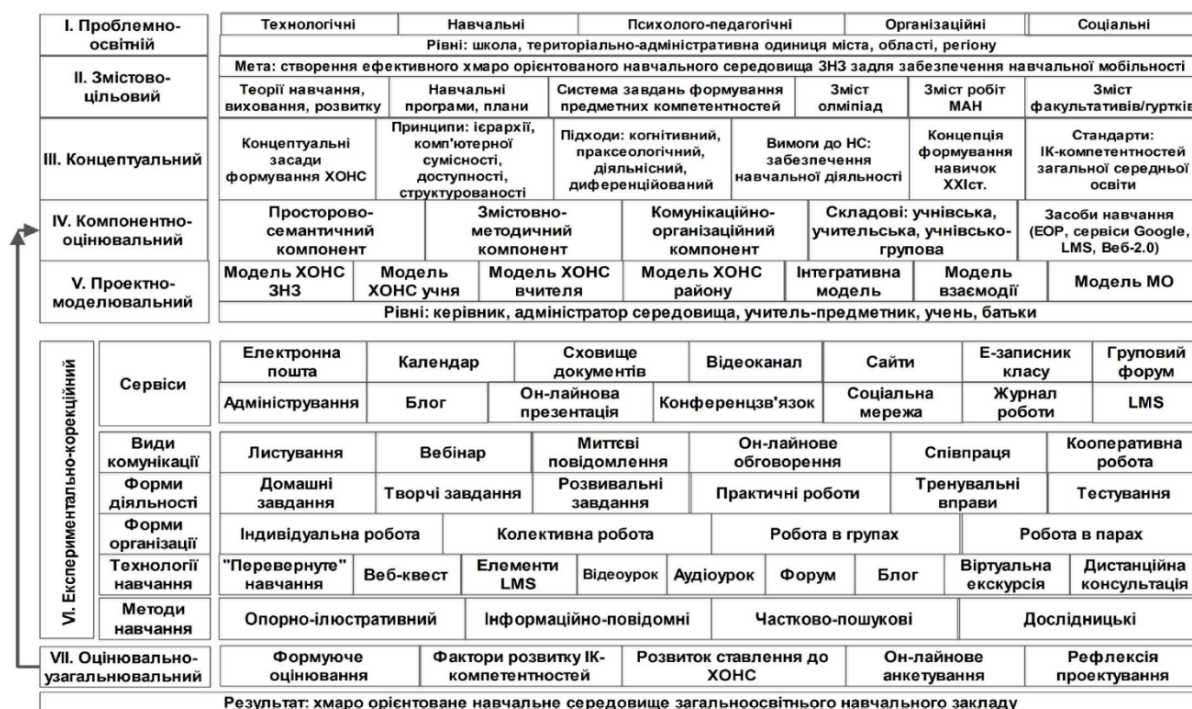 І. Проблемно-
освітній
Технологічні
Навчальні
Психолого-педагогічні
Організаційні
Соціальні
Рівні: школа, територіально-адміністративна одиниця міста, області, регіону
ІІ. Змістово-
цільовий
Мета: створення ефективного хмаро орієнтованого навчального середовища ЗНЗ задля забезпечення навчальної мобільності
Теорії навчання,
виховання, розвитку
Навчальні
програми, плани
Система завдань формування
предметних компетентностей
Зміст
олімпіад
Зміст робіт
МАН
Зміст
факультативів/гуртків
ІІІ. Концептуальний
Концептуальні
засади
формування ХОНС
Принципи: ієрархії,
комп'ютерної
сумісності,
доступності,
структурованості
Підходи: когнітивний,
праксеологічний,
діяльнісний,
диференційований
Вимоги до НС:
забезпечення
навчальної діяльності
Концепція
формування
навичок
ХХІст.
Стандарти:
ІК-компетентностей
загальної середньої
освіти
IV. Компонентно-
оцінювальний
Просторово-
семантичний
компонент
Змістовно-
методичний
компонент
Комунікаційно-
організаційний
компонент
Складові: учнівська,
учительська, учнівсько-
групова
Засоби навчання
(ЕОР, сервіси Google,
LMS, Веб-2.0)
V. Проектно-
моделювальний
Модель ХОНС
ЗНЗ
Модель
ХОНС учня
Модель ХОНС
вчителя
Модель ХОНС
району
Інтегративна
модель
Модель
взаємодії
Модель МО
Рівні: керівник, адміністратор середовища, учитель-предметник, учень, батьки
VI. Експериментально-корекційний
Сервіси
Електронна
пошта
Календар
Сховище
документів
Відеоканал
Сайти
Е-записник
класу
Груповий
форум
Адміністрування
Блог
Он-лайнова
презентація
Конференцзв'язок
Соціальна
мережа
Журнал
роботи
LMS
Види
комунікації
Листування
Вебінар
Миттєві
повідомлення
Он-лайнове
обговорення
Співпраця
Кооперативна
робота
Форми
діяльності
Домашні
завдання
Творчі завдання
Розвивальні
завдання
Практичні роботи
Тренувальні
вправи
Тестування
Форми
організації
Індивідуальна робота
Колективна робота
Робота в групах
Робота в парах
Технології
навчання
"Перевернуте"
навчання
Веб-квест
Елементи
LMS
Відеоурок
Аудіоурок
Форум
Блог
Віртуальна
екскурсія
Дистанційна
консультація
Методи
навчання
Опорно-ілюстративний
Інформаційно-повідомні
Частково-пошукові
Дослідницькі
VII. Оцінювально-
узагальнювальний
Формуюче
оцінювання
Фактори розвитку ІК-
компетентностей
Розвиток ставлення до
ХОНС
Он-лайнове
анкетування
Рефлексія
проектування
Результат: хмаро орієнтоване навчальне середовище загальноосвітнього навчального закладу